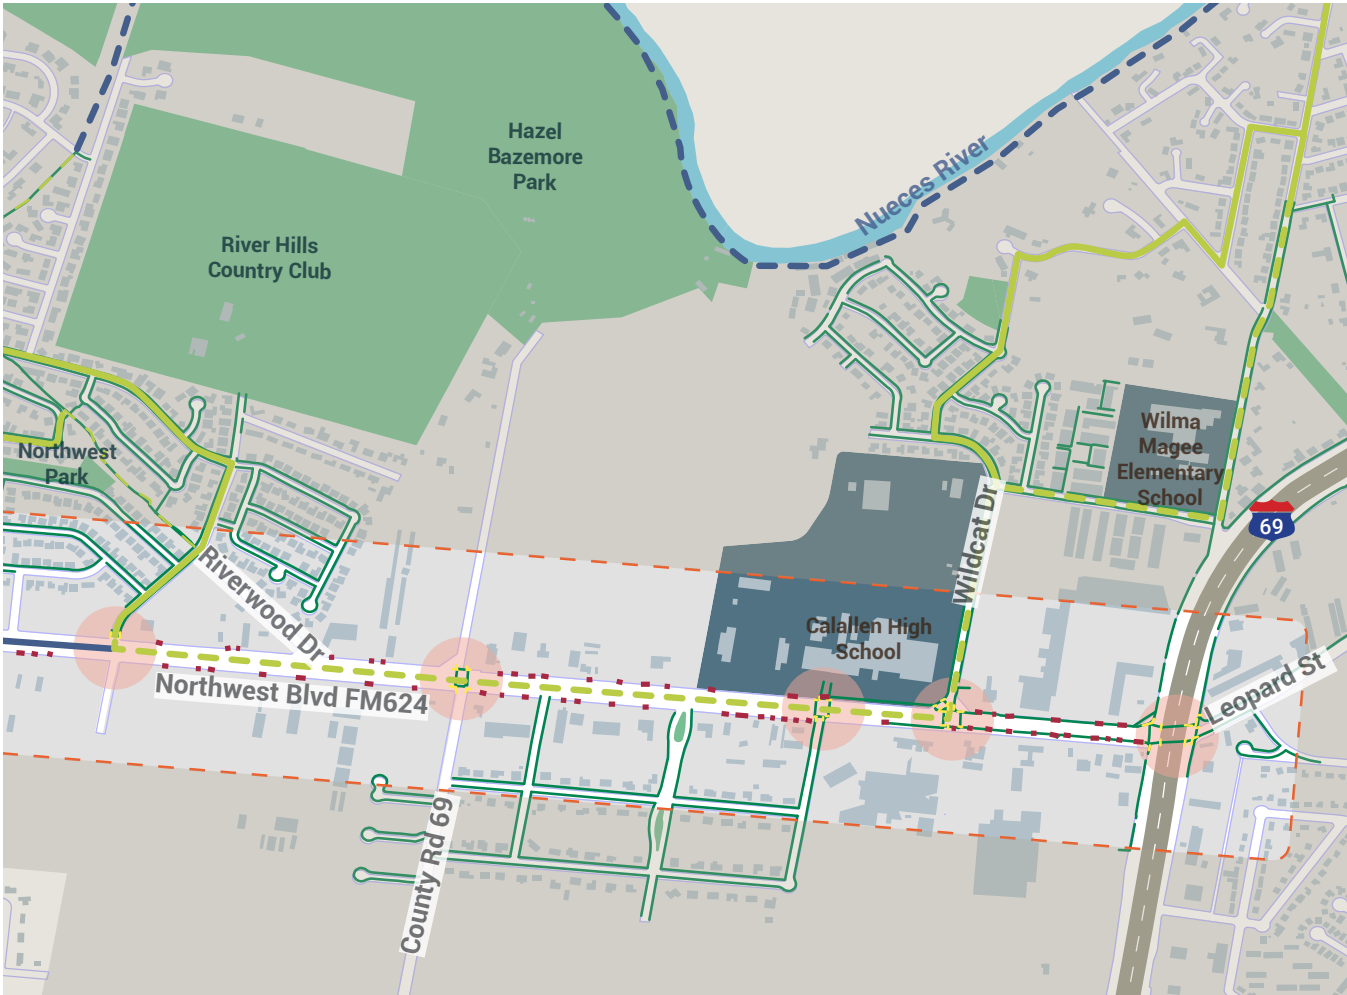 Hazel
Bazemore
Park
Nueces River
River Hills
Country Club
Wilma
Magee
Elementary
School
Northwest
Park
69
Wildcat Dr
Riverwood Dr
Calallen High
School
Leopard St
Northwest Blvd FM624
County Rd 69